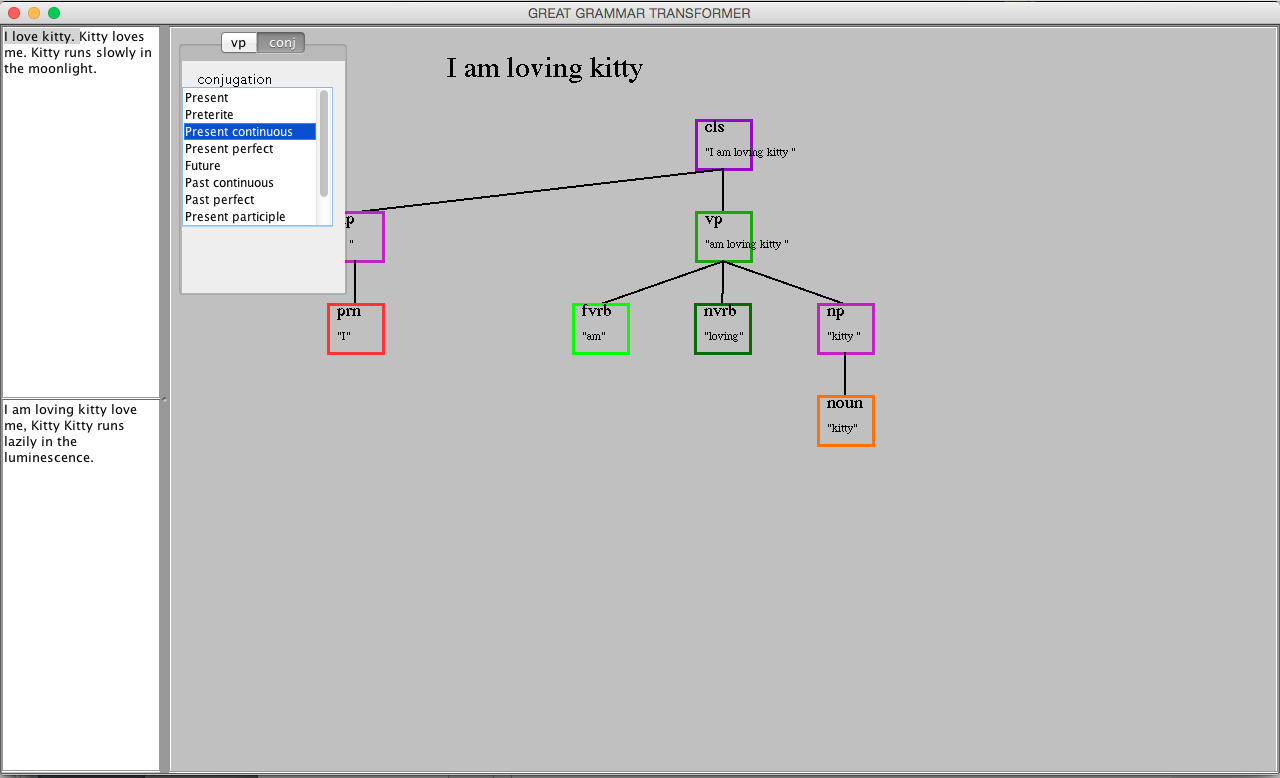 GREAT GRAMMAR TRANSFORMER
I love kitty. Kitty loves
me. Kitty runs slowly in
the moonlight.
I am loving kitty love
me, Kitty Kitty runs
lazily in the
luminescence.
vp conj
conjugation
Present
Preterite
Present continuous
Present perfect
Future
Past continuous
Past perfect
Present participle
I am loving kitty
cls
"I am loving kitty "
p
"
vp
"am loving kitty "
prn
"I"
fvrb
"am"
nvrb
"loving"
np
"kitty "
noun
"kitty"